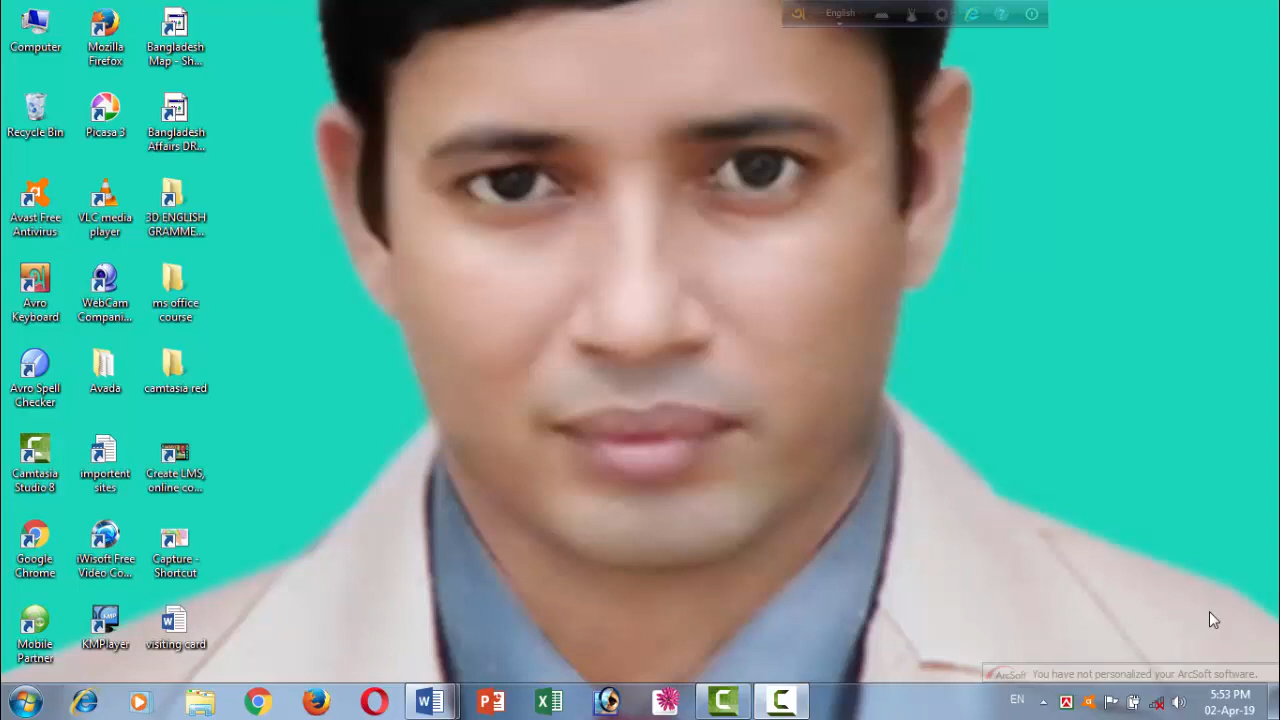 English
Computer
Mozilla
Firefox
Bangladesh
Map - Sh...
Recycle Bin
Picasa 3
Bangladesh
Affairs DR...
Avast Free
Antivirus
VLC media
player
3D ENGLISH
GRAMME...
Avro
Keyboard
WebCam
Compani...
ms office
course
Avro Spell
Checker
Avada
camtasia red
Camtasia
Studio 8
importent
sites
Create LMS,
online co...
Google
Chrome
iWisoft Free
Video Co...
Capture -
Shortcut
Mobile
Partner
KMPlayer
visiting card
ArcSoft You have not personalized your ArcSoft software.
EN
5:53 PM
02-Apr-19